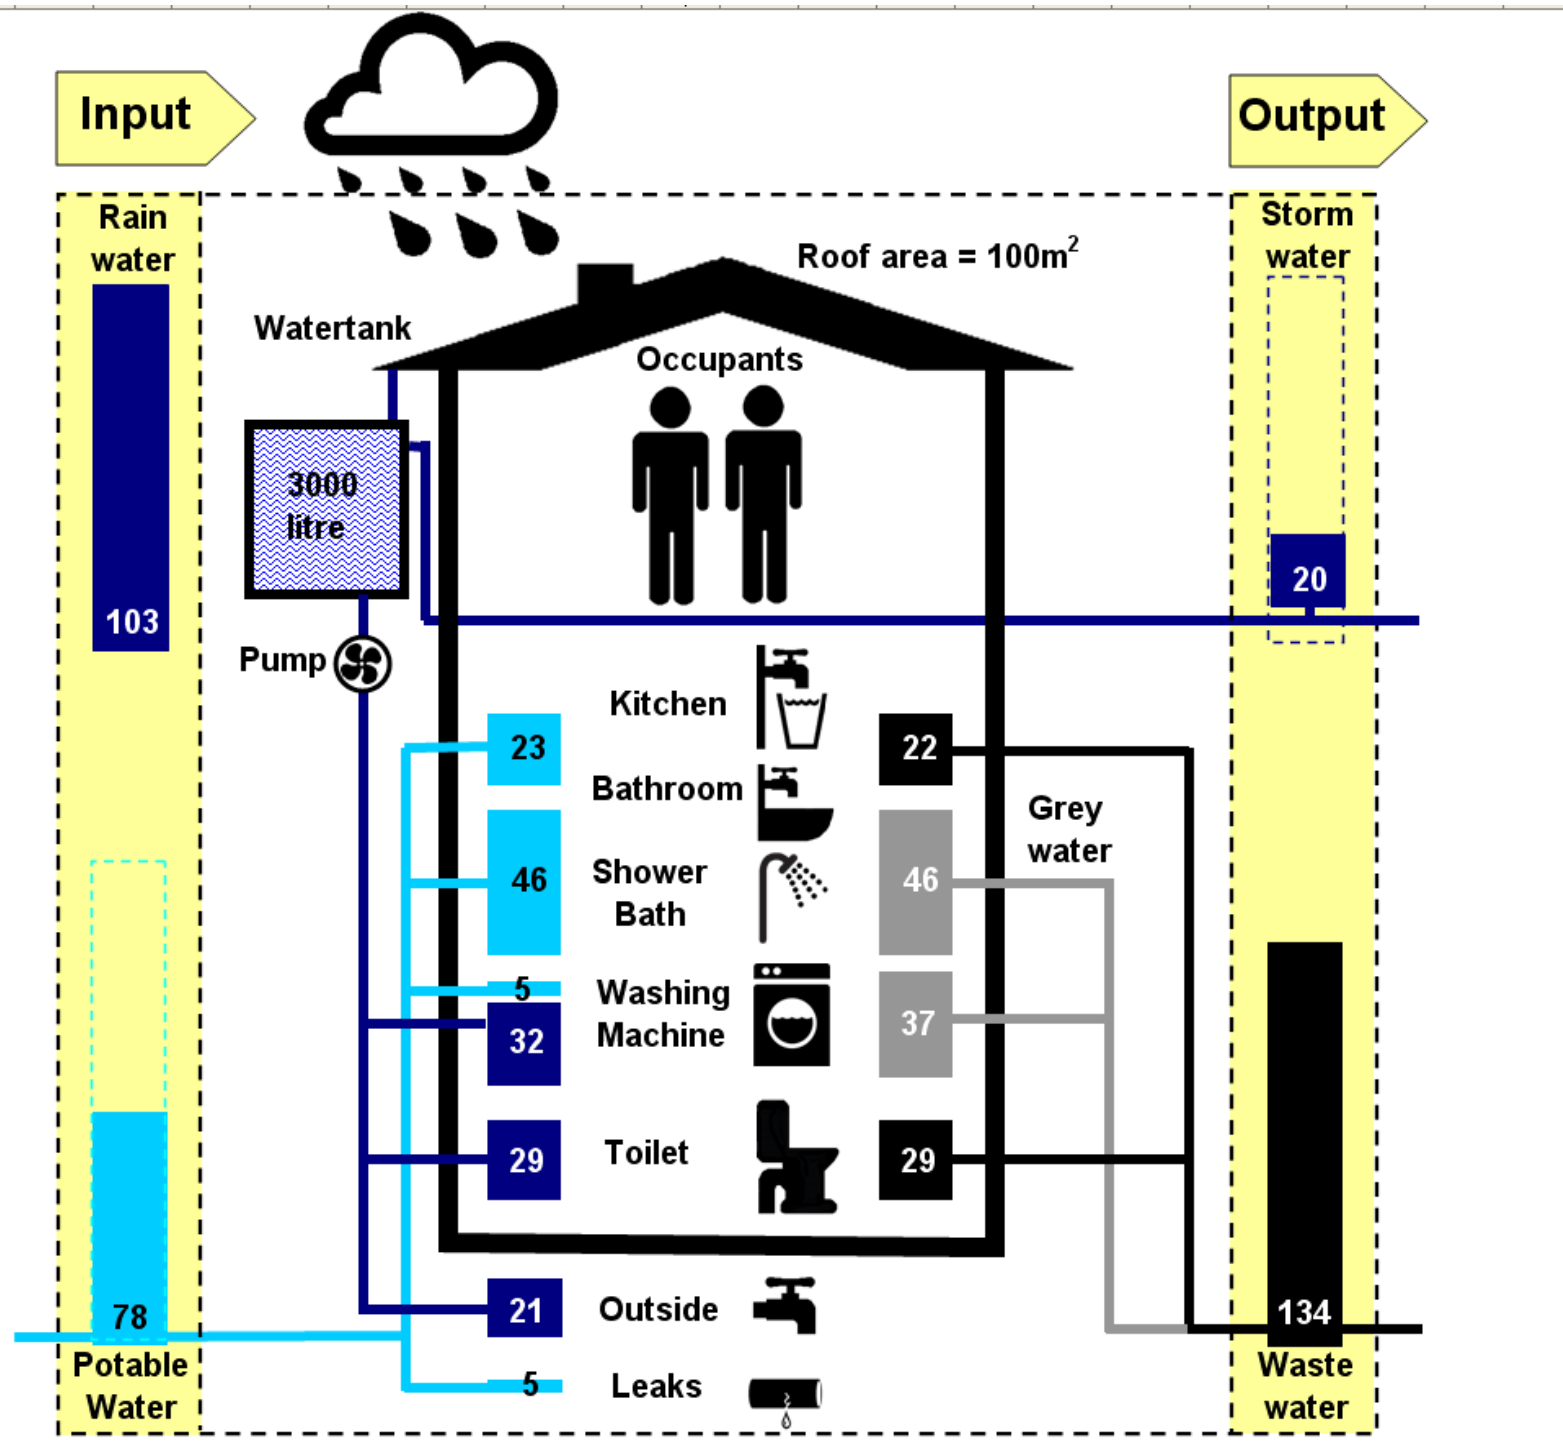 Input
Output
Rain
water
103
Storm
water
Roof area = 100m2
Watertank
Occupants
3000
litre
20
Pump
Kitchen
23
22
Bathroom
Grey
water
46
Shower
Bath
46
5
Washing
Machine
32
37
29
Toilet
29
78
21
Outside
134
Potable
Water
5
Leaks
Waste
water